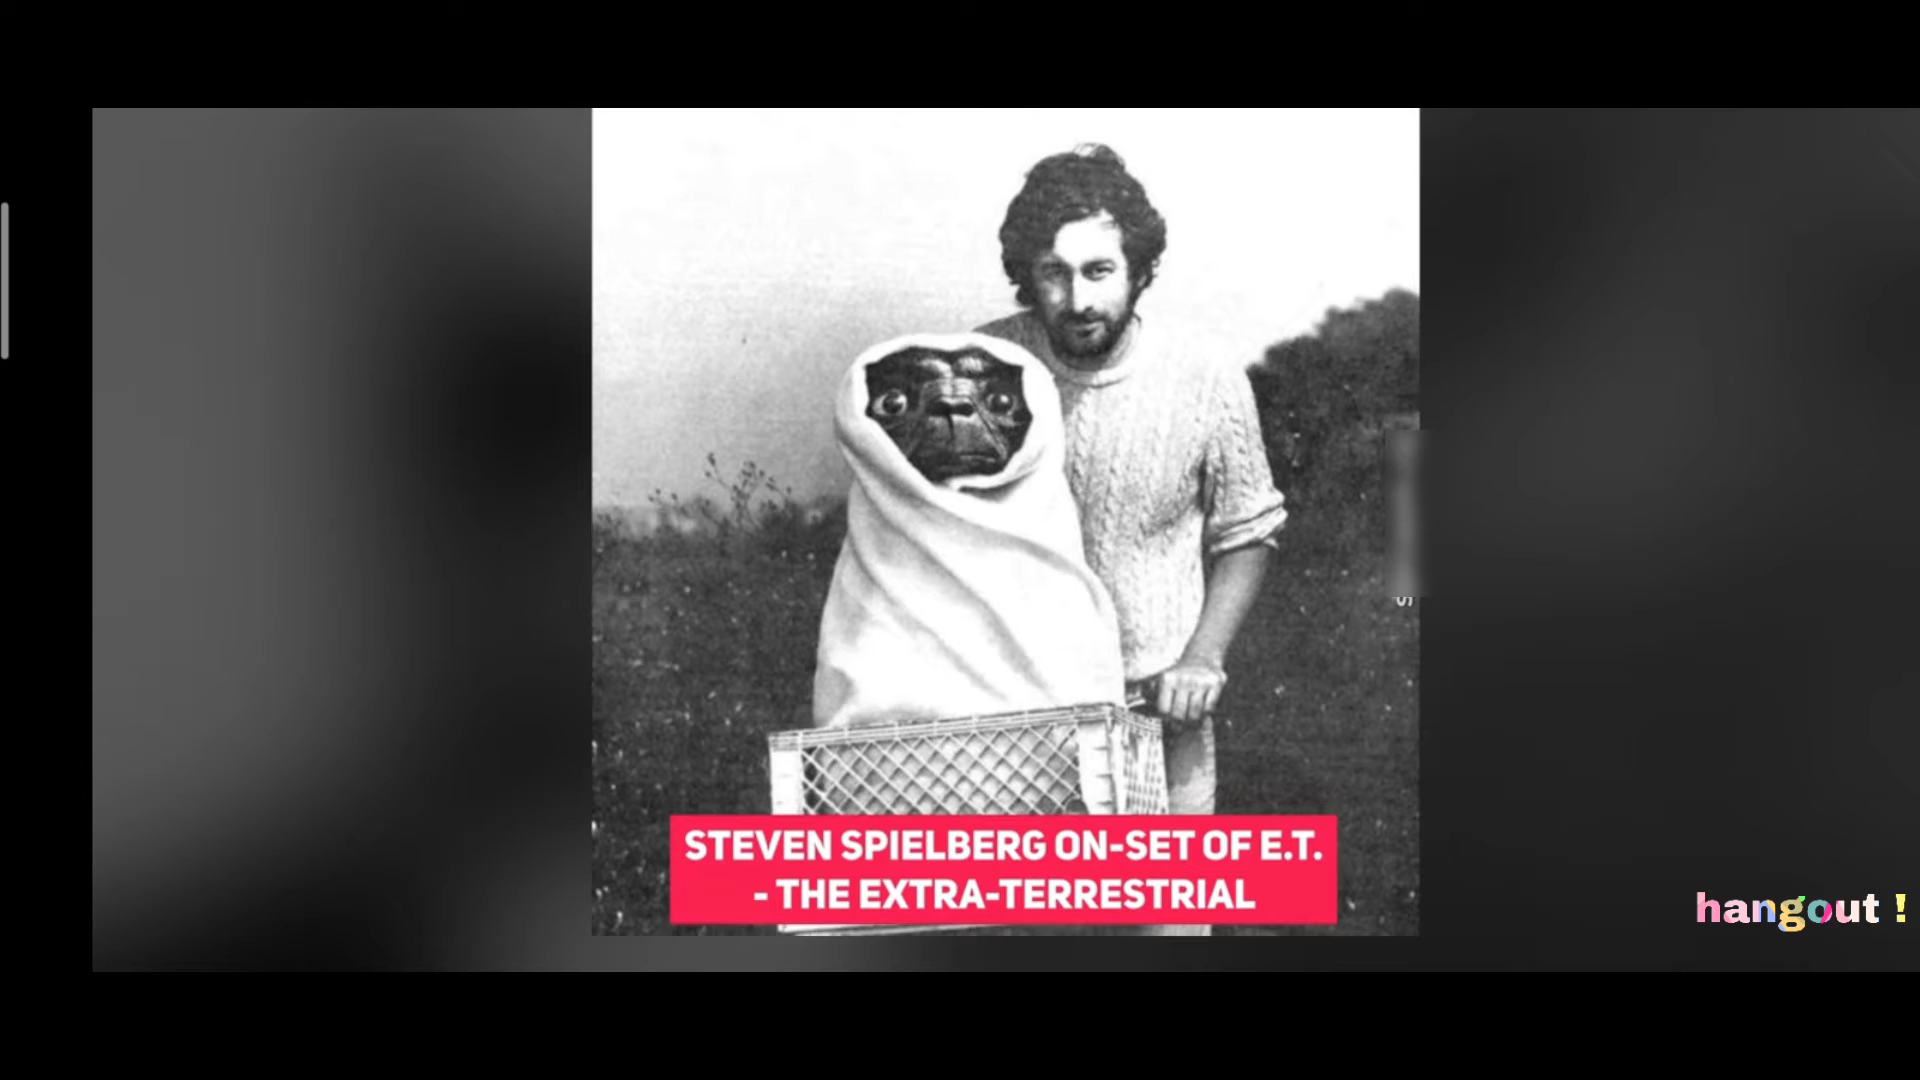 STEVEN SPIELBERG ON-SET OF E.T.
- THE EXTRA-TERRESTRIAL
hangout !